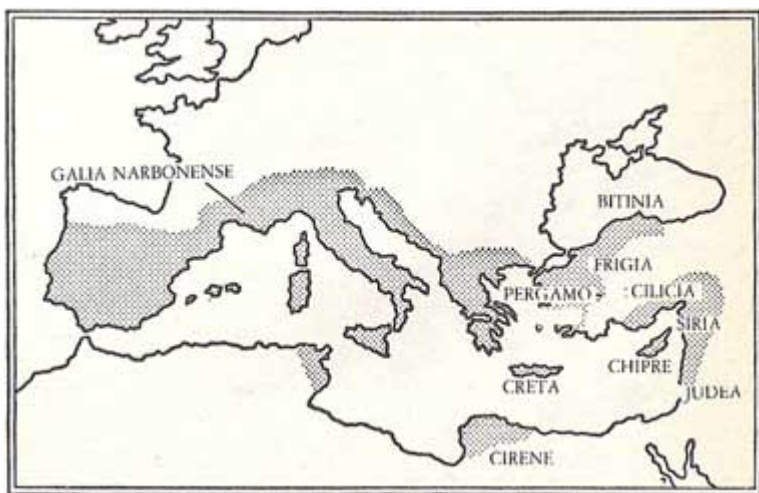 GALIA NARBONENSE
BITINIA
FRIGIA
PERGAMO
CILICIA
SIRIA
CHIPRE
CRETA
JUDEA
CIRENE